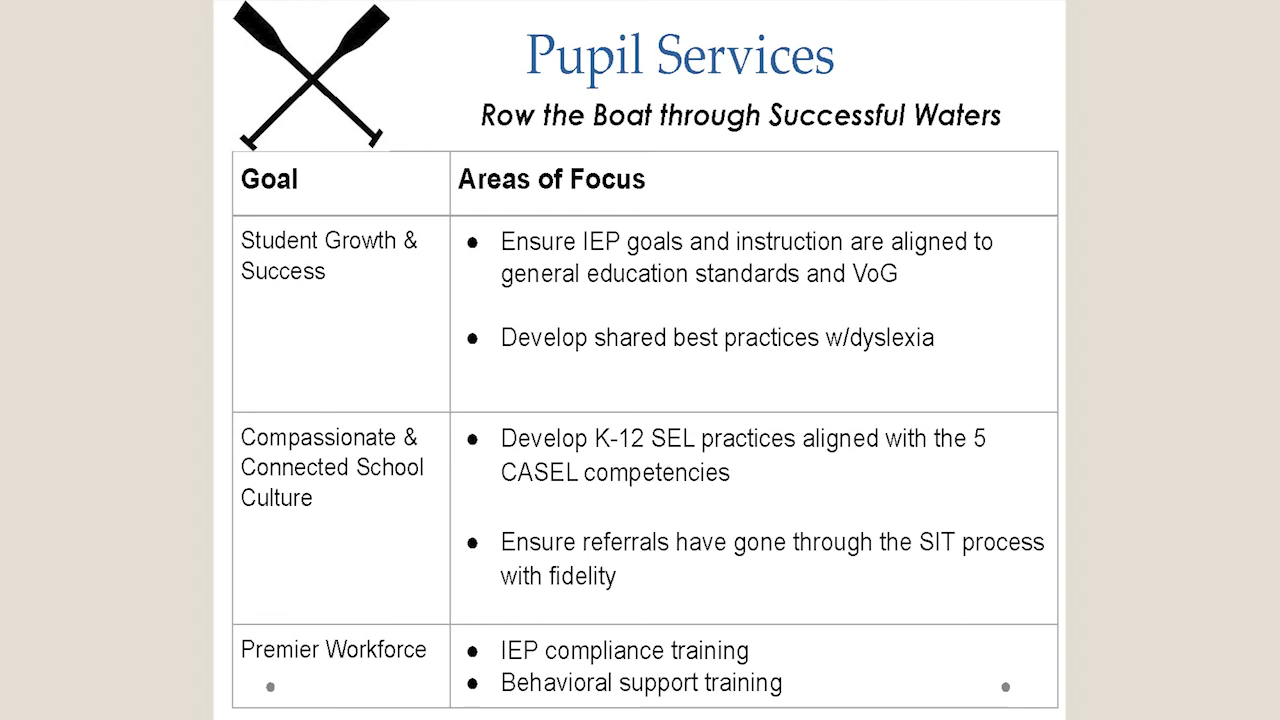 Pupil Services
Row the Boat through Successful Waters
Goal
Areas of Focus
Student Growth &
Success
● Ensure IEP goals and instruction are aligned to
general education standards and VoG
● Develop shared best practices w/dyslexia
Compassionate &
Connected School
Culture
● Develop K-12 SEL practices aligned with the 5
CASEL competencies
● Ensure referrals have gone through the SIT process
with fidelity
Premier Workforce
● IEP compliance training
● Behavioral support training